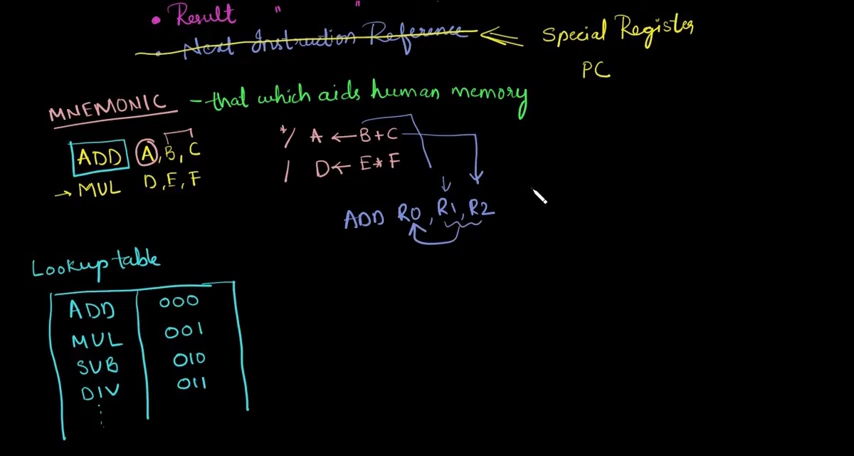 • Result " "
• Next Instruction Reference
Special Register
PC
MNEMONIC - that which aids human memory
ADD A, B, C
→ MUL D, E, F
*/ A ← B + C
/ D ← E * F
ADD R0, R1, R2
Lookup table
ADD 000
MUL 001
SUB 010
DIV 011